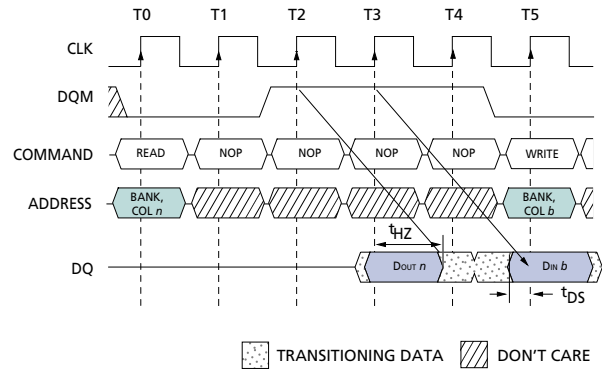 T0 T1 T2 T3 T4 T5
CLK
DQM
COMMAND READ NOP NOP NOP NOP WRITE
ADDRESS BANK, COL n BANK, COL b
tHZ
DQ DOUT n DIN b
tDS
TRANSITIONING DATA DON'T CARE